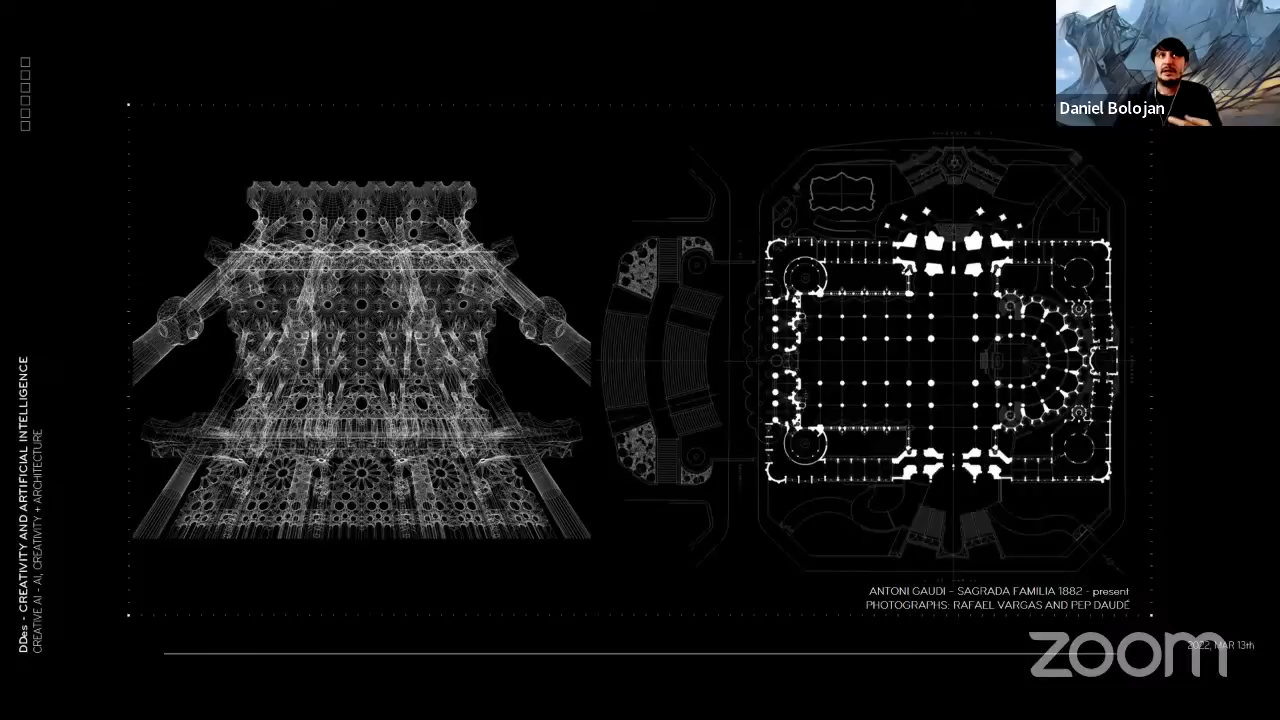 Daniel Bolojan
DDes - CREATIVITY AND ARTIFICIAL INTELLIGENCE
CREATIVE AI - AI, CREATIVITY + ARCHITECTURE
ANTONI GAUDI - SAGRADA FAMILIA 1882 - present
PHOTOGRAPHS: RAFAEL VARGAS AND PEP DAUDÉ
2022, MAR 13th
zoom